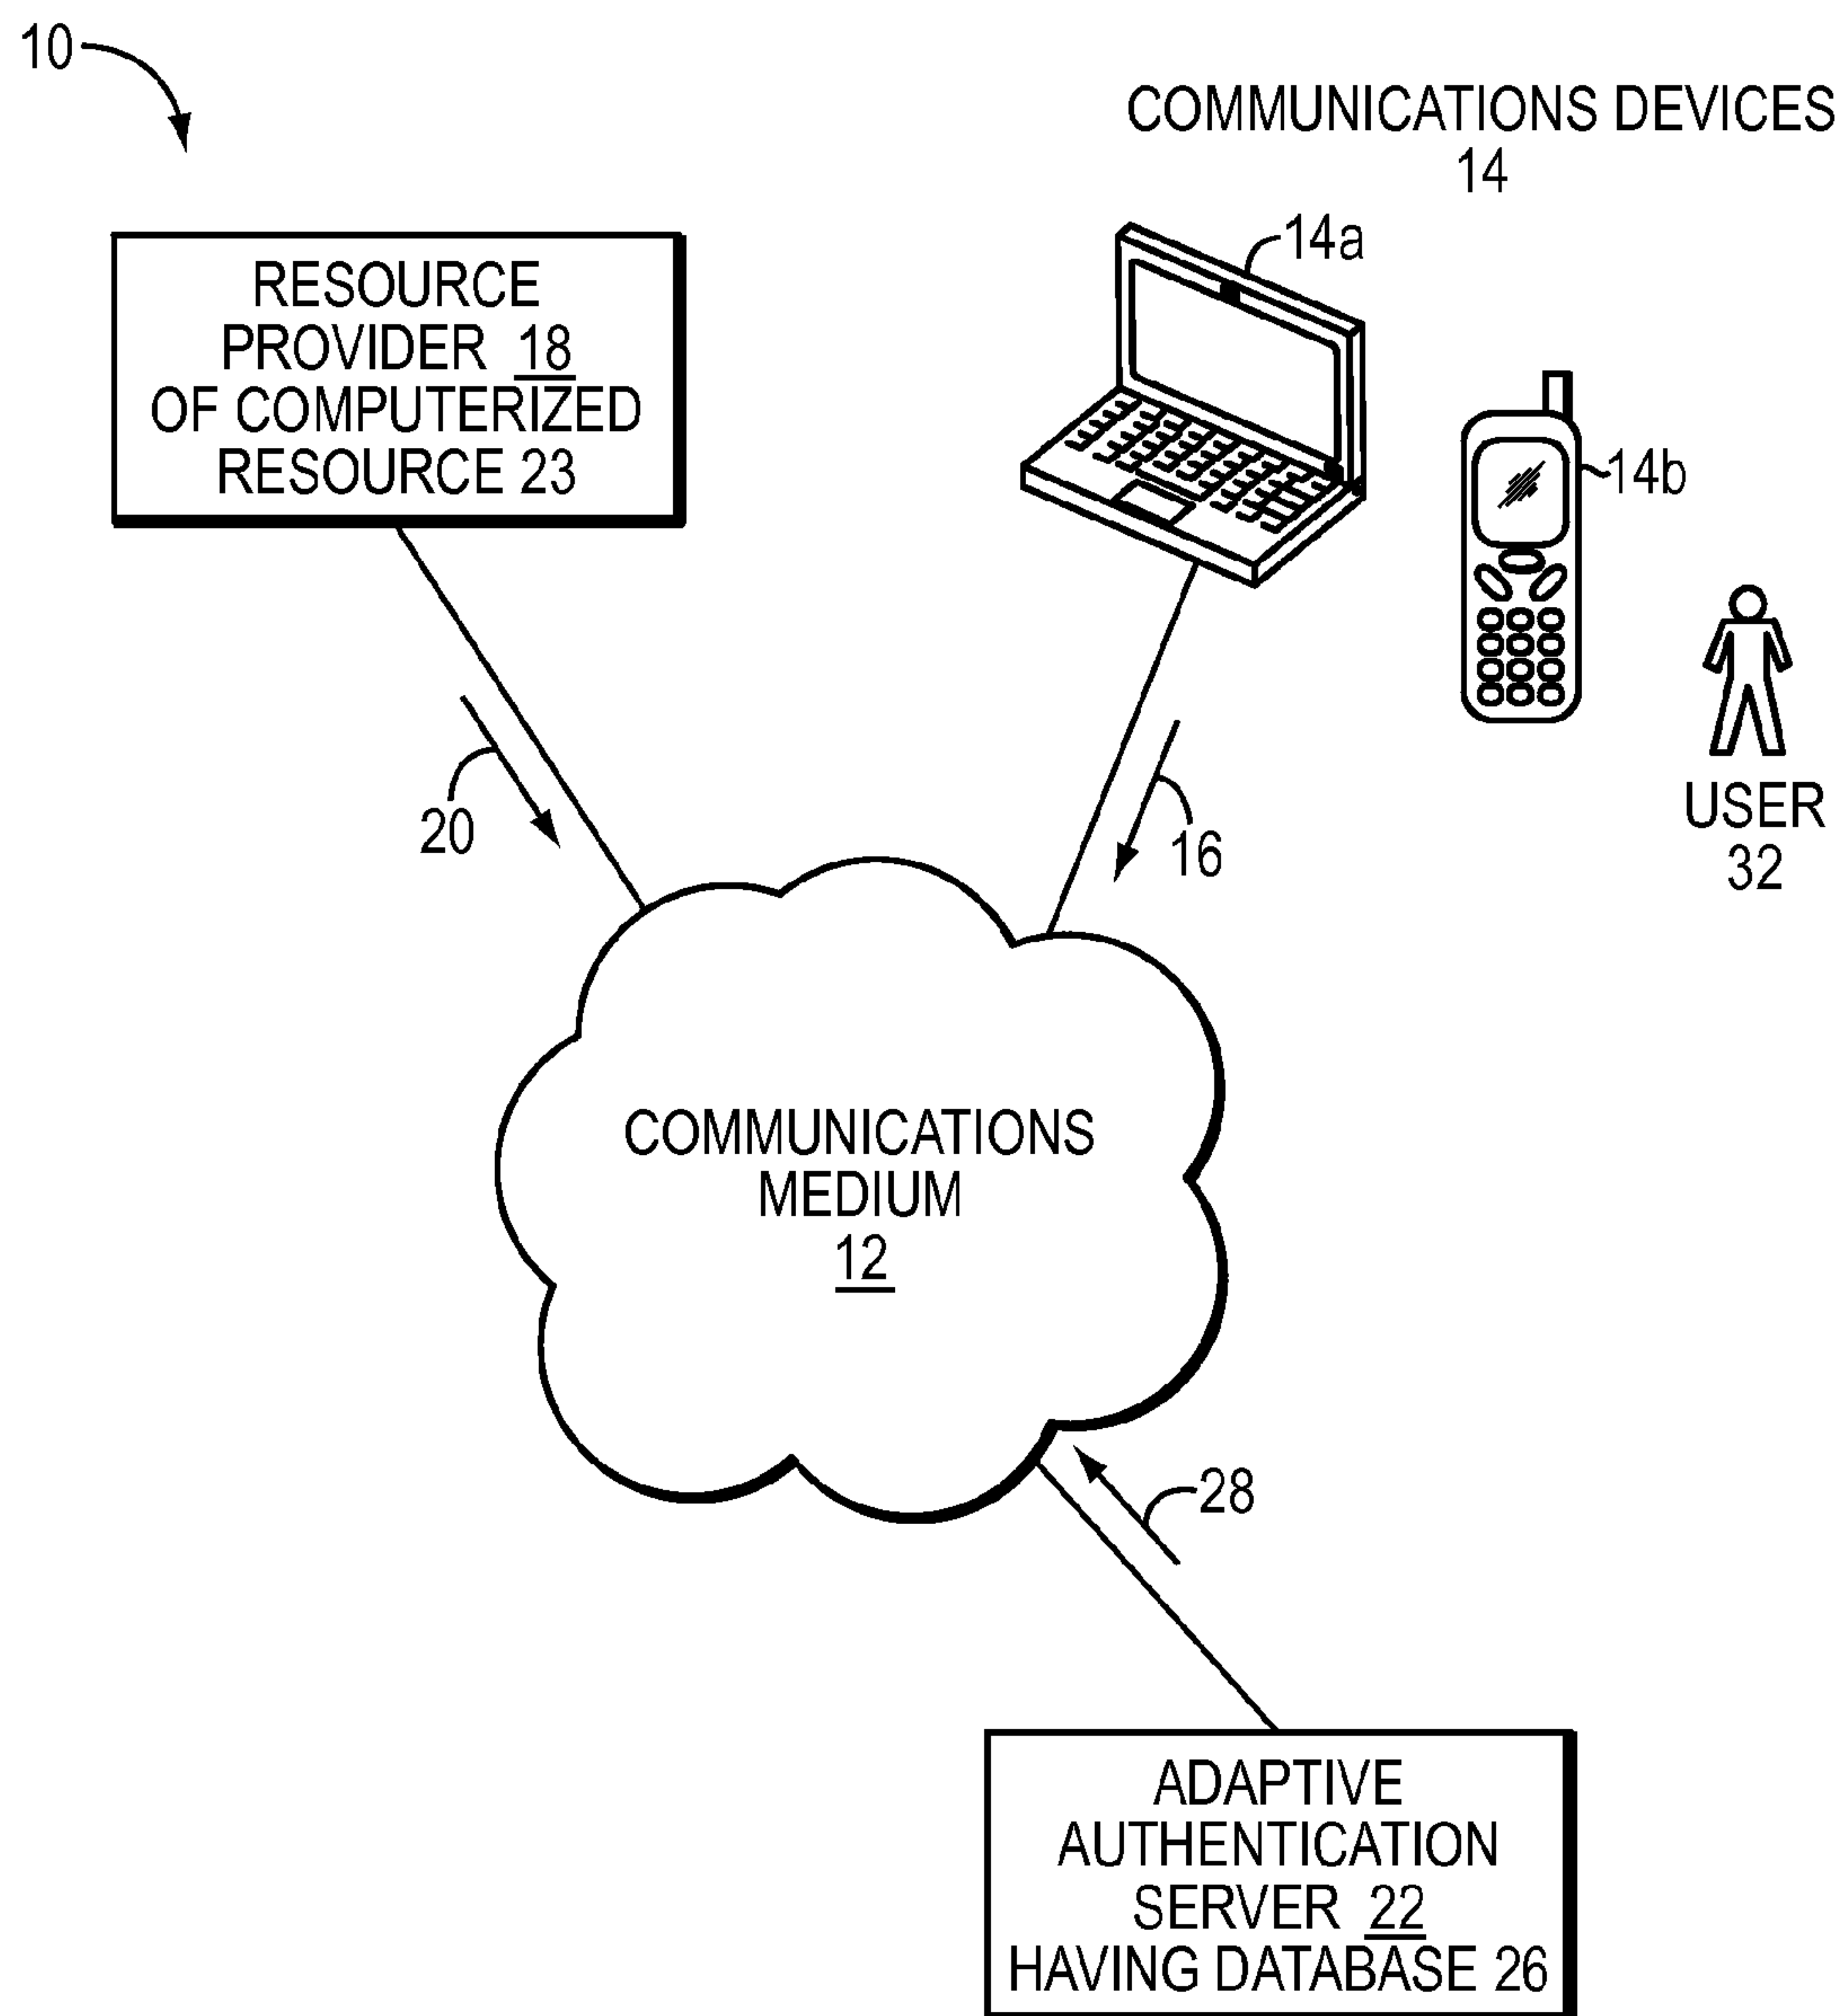 10
COMMUNICATIONS DEVICES
14
RESOURCE
PROVIDER 18
OF COMPUTERIZED
RESOURCE 23
14a
14b
20
16
USER
32
COMMUNICATIONS
MEDIUM
12
28
ADAPTIVE
AUTHENTICATION
SERVER 22
HAVING DATABASE 26